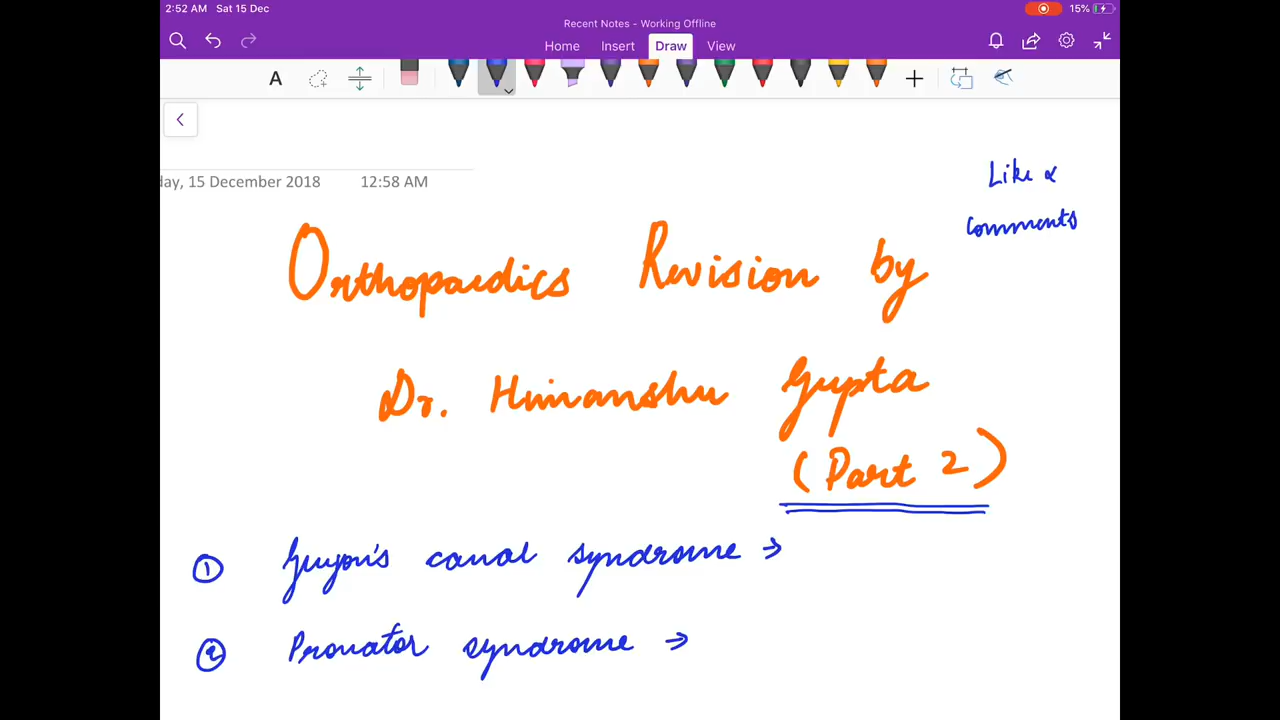 2:52 AM Sat 15 Dec
15%
Recent Notes - Working Offline
Home Insert Draw View
A
day, 15 December 2018 12:58 AM
Like &
Comments
Orthopaedics Revision by
Dr. Himanshu Gupta
(Part 2)
① Guyon's canal syndrome →
② Pronator syndrome →